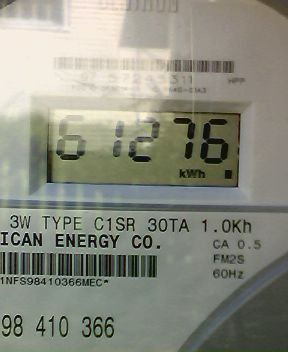 CENTRON
61276
kWh
3W TYPE C1SR 30TA 1.0Kh
ICAN ENERGY CO.
CA 0.5
FM2S
60Hz
1NFS98410366MEC*
98 410 366